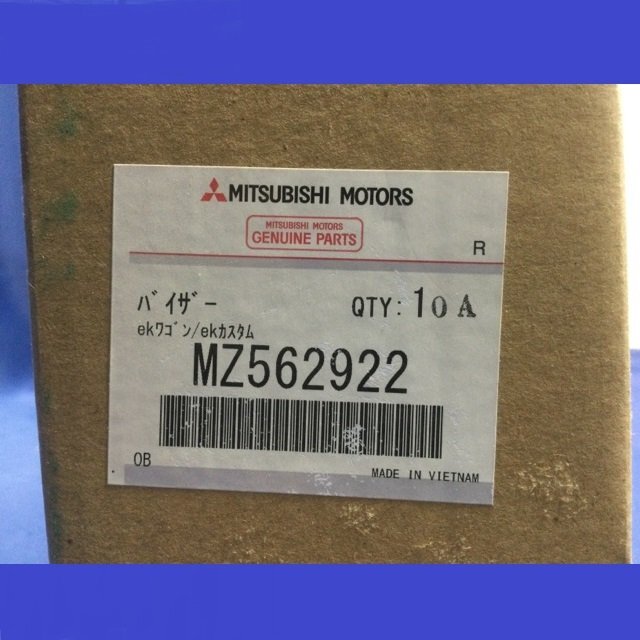 MITSUBISHI MOTORS
MITSUBISHI MOTORS
GENUINE PARTS
R
バイザー QTY: 10 A
ekワゴン/ekカスタム
MZ562922
0B
MADE IN VIETNAM